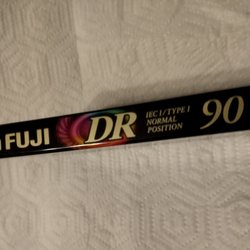 FUJI DR IEC I / TYPE I 90
NORMAL
POSITION